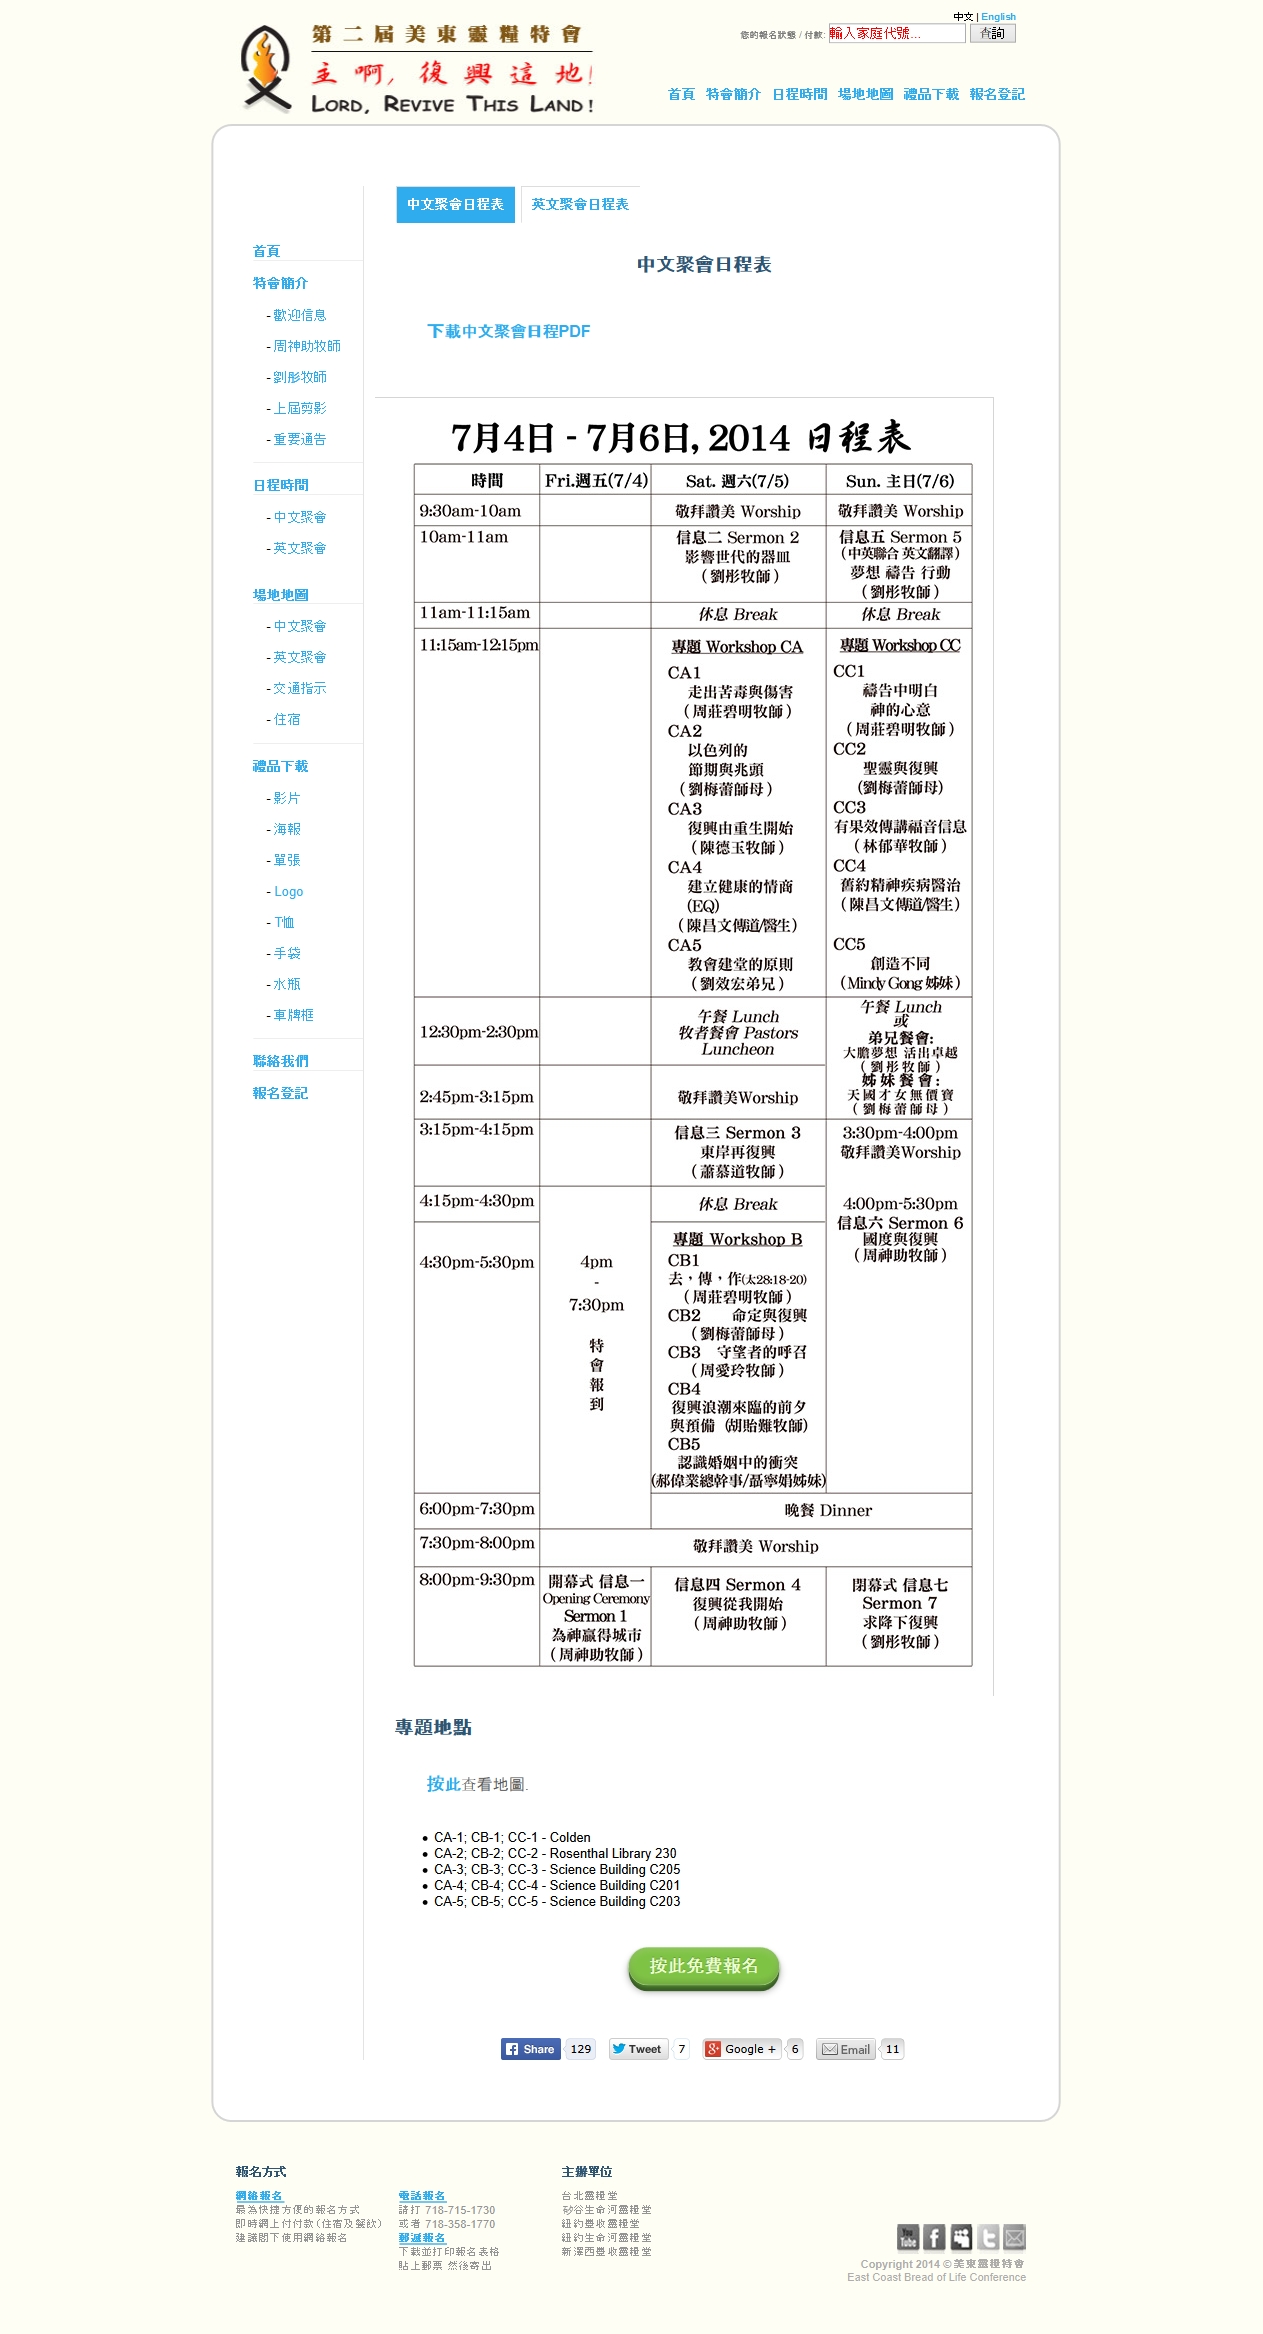 中文 | English
您的報名狀態 / 付款: 輸入家庭代號... 查詢
第二屆美東靈糧特會
主啊, 復興這地!
LORD, REVIVE THIS LAND!
首頁 特會簡介 日程時間 場地地圖 禮品下載 報名登記
首頁
特會簡介
- 歡迎信息
- 周神助牧師
- 劉彤牧師
- 上屆剪影
- 重要通告
日程時間
- 中文聚會
- 英文聚會
場地地圖
- 中文聚會
- 英文聚會
- 交通指示
- 住宿
禮品下載
- 影片
- 海報
- 單張
- Logo
- T恤
- 手袋
- 水瓶
- 車牌框
聯絡我們
報名登記
中文聚會日程表 英文聚會日程表
中文聚會日程表
下載中文聚會日程PDF
7月4日 - 7月6日, 2014 日程表
時間 Fri.週五(7/4) Sat. 週六(7/5) Sun. 主日(7/6)
9:30am-10am 敬拜讚美 Worship 敬拜讚美 Worship
10am-11am
信息二 Sermon 2
影響世代的器皿
(劉彤牧師)
信息五 Sermon 5
(中英聯合 英文翻譯)
夢想 禱告 行動
(劉彤牧師)
11am-11:15am 休息 Break 休息 Break
11:15am-12:15pm
專題 Workshop CA
CA1
走出苦毒與傷害
(周莊碧明牧師)
CA2
以色列的
節期與兆頭
(劉梅蕾師母)
CA3
復興由重生開始
(陳德玉牧師)
CA4
建立健康的情商
(EQ)
(陳昌文傳道/醫生)
CA5
教會建堂的原則
(劉效宏弟兄)
專題 Workshop CC
CC1
禱告中明白
神的心意
(周莊碧明牧師)
CC2
聖靈與復興
(劉梅蕾師母)
CC3
有果效傳講福音信息
(林郁華牧師)
CC4
舊約精神疾病醫治
(陳昌文傳道/醫生)
CC5
創造不同
(Mindy Gong 姊妹)
12:30pm-2:30pm
午餐 Lunch
牧者餐會 Pastors
Luncheon
午餐 Lunch
或
弟兄餐會:
大膽夢想 活出卓越
(劉彤牧師)
姊妹餐會:
天國才女無價寶
(劉梅蕾師母)
2:45pm-3:15pm 敬拜讚美Worship
3:15pm-4:15pm
信息三 Sermon 3
東岸再復興
(蕭慕道牧師)
3:30pm-4:00pm
敬拜讚美Worship
4:00pm-5:30pm
信息六 Sermon 6
國度與復興
(周神助牧師)
4:15pm-4:30pm 休息 Break
4:30pm-5:30pm
4pm
-
7:30pm
特
會
報
到
專題 Workshop B
CB1
去,傳,作(太28:18-20)
(周莊碧明牧師)
CB2 命定與復興
(劉梅蕾師母)
CB3 守望者的呼召
(周愛玲牧師)
CB4
復興浪潮來臨的前夕
與預備 (胡貽難牧師)
CB5
認識婚姻中的衝突
(郝偉業總幹事/聶寧娟姊妹)
6:00pm-7:30pm 晚餐 Dinner
7:30pm-8:00pm 敬拜讚美 Worship
8:00pm-9:30pm
開幕式 信息一
Opening Ceremony
Sermon 1
為神贏得城市
(周神助牧師)
信息四 Sermon 4
復興從我開始
(周神助牧師)
閉幕式 信息七
Sermon 7
求降下復興
(劉彤牧師)
專題地點
按此查看地圖.
• CA-1; CB-1; CC-1 - Colden
• CA-2; CB-2; CC-2 - Rosenthal Library 230
• CA-3; CB-3; CC-3 - Science Building C205
• CA-4; CB-4; CC-4 - Science Building C201
• CA-5; CB-5; CC-5 - Science Building C203
按此免費報名
Share 129 Tweet 7 Google + 6 Email 11
報名方式
網絡報名
最為快捷方便的報名方式
即時網上付付款(住宿及餐飲)
建議閣下使用網絡報名
電話報名
請打 718-715-1730
或者 718-358-1770
郵遞報名
下載並打印報名表格
貼上郵票 然後寄出
主辦單位
台北靈糧堂
矽谷生命河靈糧堂
紐約豐收靈糧堂
紐約生命河靈糧堂
新澤西豐收靈糧堂
You Tube
Copyright 2014 © 美東靈糧特會
East Coast Bread of Life Conference